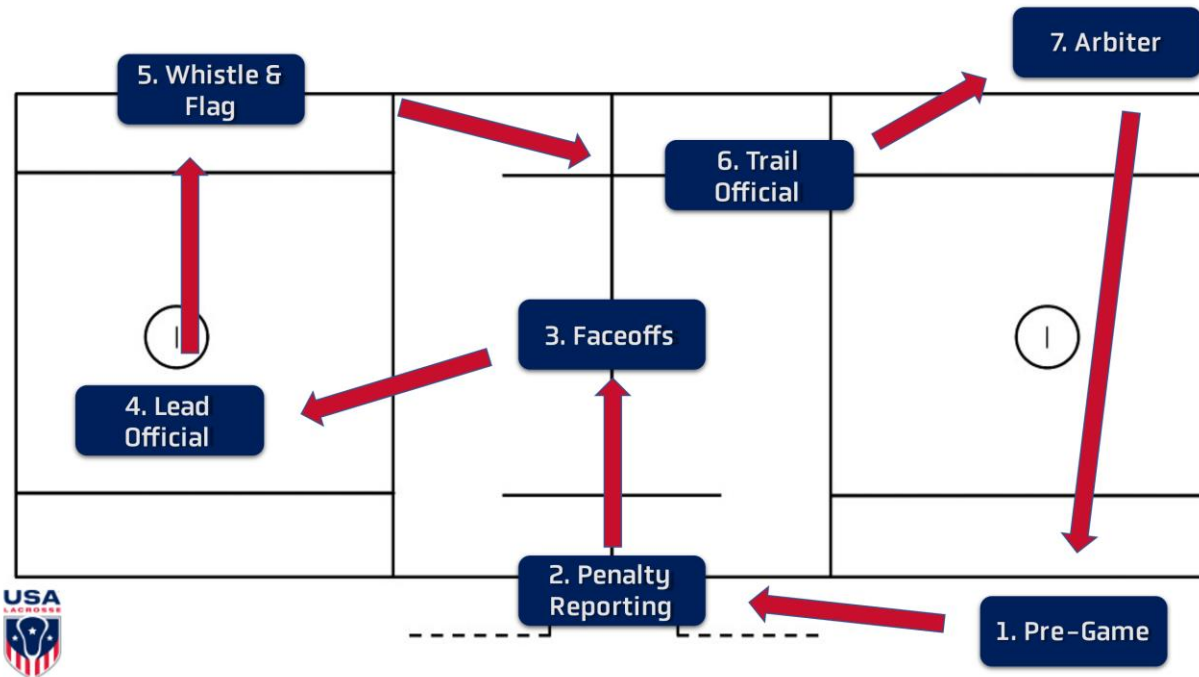 7. Arbiter
5. Whistle &
Flag
6. Trail
Official
3. Faceoffs
4. Lead
Official
2. Penalty
Reporting
1. Pre-Game
USA
LACROSSE